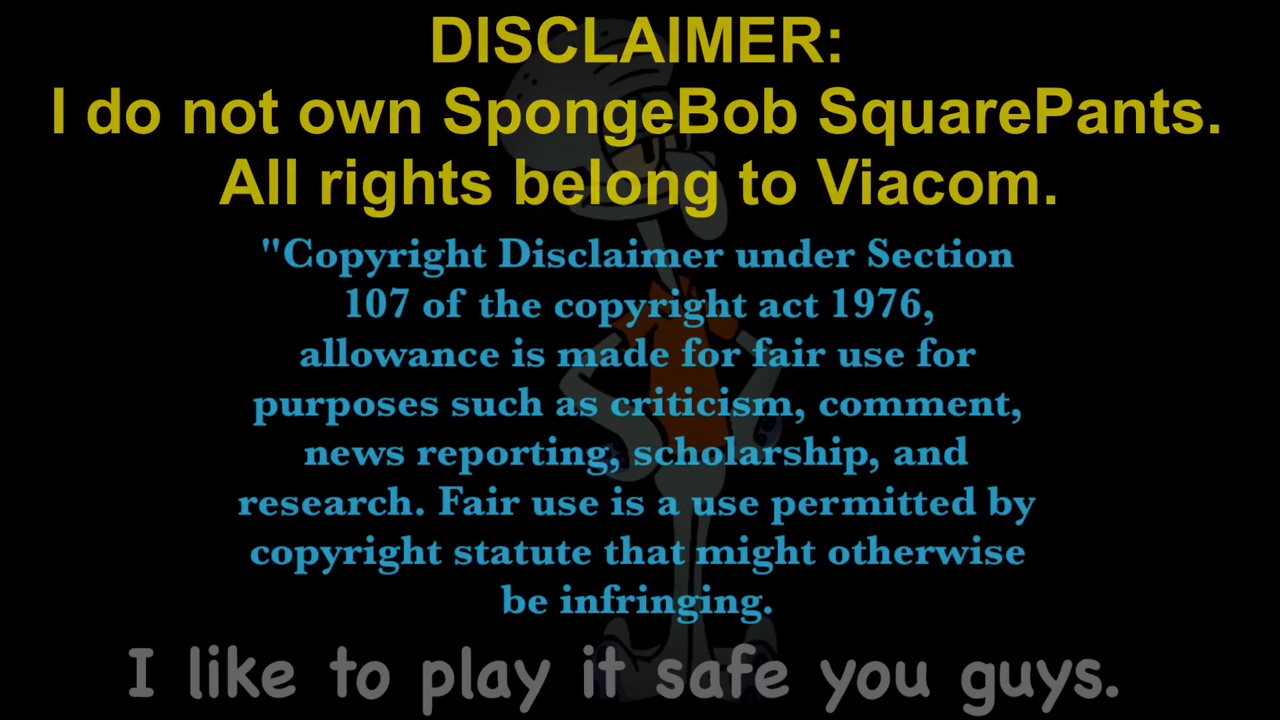 DISCLAIMER:
I do not own SpongeBob SquarePants.
All rights belong to Viacom.
"Copyright Disclaimer under Section
107 of the copyright act 1976,
allowance is made for fair use for
purposes such as criticism, comment,
news reporting, scholarship, and
research. Fair use is a use permitted by
copyright statute that might otherwise
be infringing.
I like to play it safe you guys.